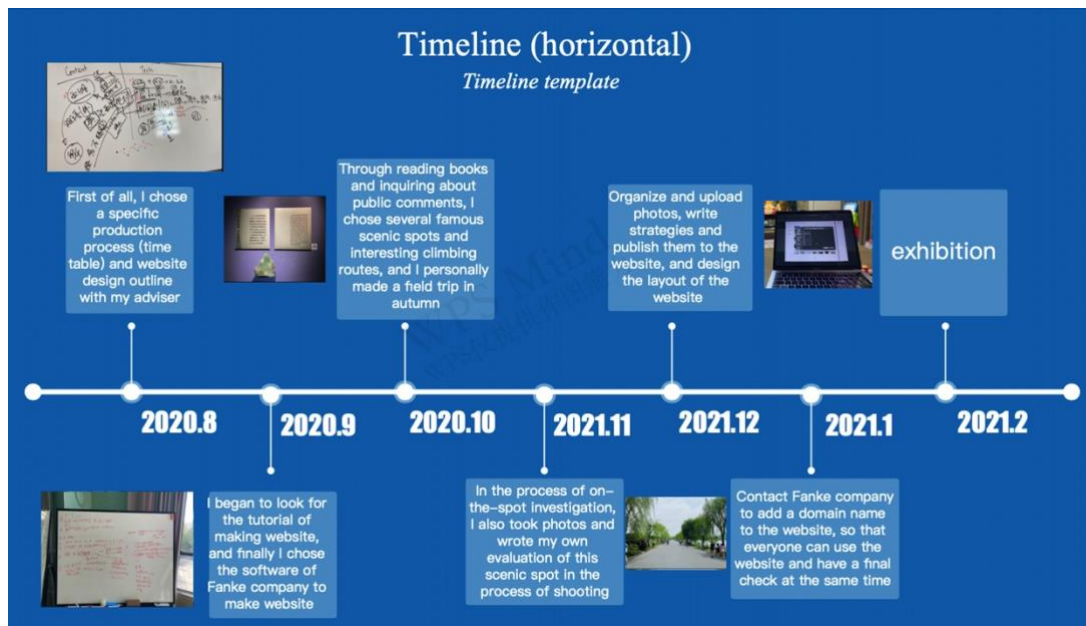 Timeline (horizontal)
Timeline template
Content
Tech
First of all, I chose
a specific
production
process (time
table) and website
design outline
with my adviser
Through reading books
and inquiring about
public comments, I
chose several famous
scenic spots and
interesting climbing
routes, and I personally
made a field trip in
autumn
Organize and upload
photos, write
strategies and
publish them to the
website, and design
the layout of the
website
exhibition
WPS Mind
2020.8
2020.9
2020.10
2021.11
2021.12
2021.1
2021.2
I began to look for
the tutorial of
making website,
and finally I chose
the software of
Fanke company to
make website
In the process of on-
the-spot investigation,
I also took photos and
wrote my own
evaluation of this
scenic spot in the
process of shooting
Contact Fanke company
to add a domain name
to the website, so that
everyone can use the
website and have a final
check at the same time